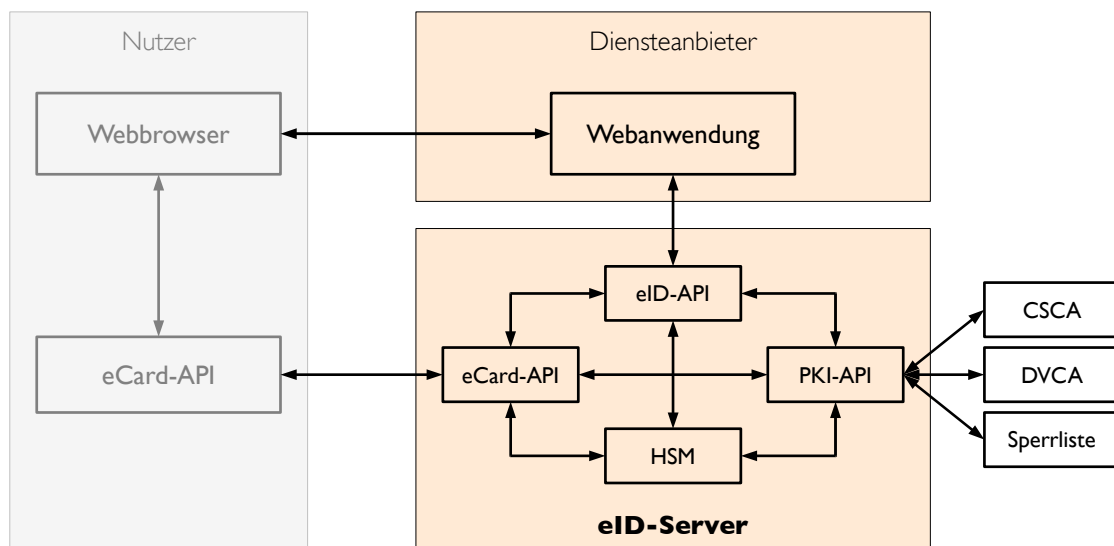 Nutzer
Diensteanbieter
Webbrowser
Webanwendung
eID-API
CSCA
eCard-API
eCard-API
PKI-API
DVCA
HSM
Sperrliste
eID-Server